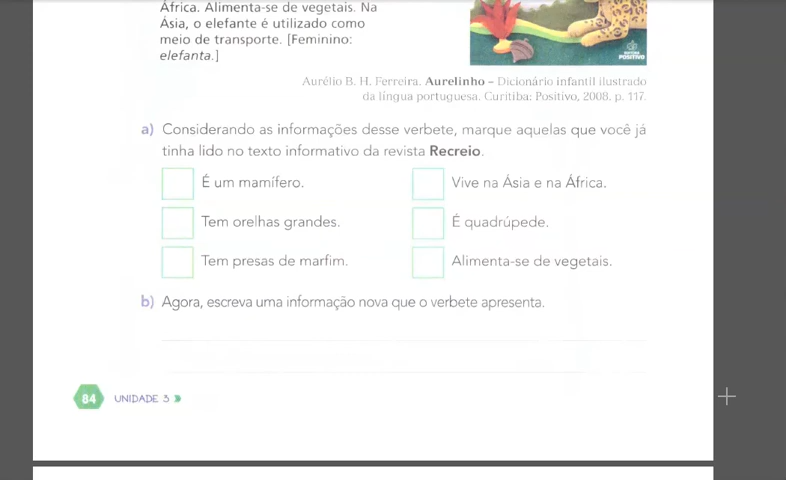 África. Alimenta-se de vegetais. Na
Ásia, o elefante é utilizado como
meio de transporte. [Feminino:
elefanta.]
POSITIVO
Aurélio B. H. Ferreira. Aurelinho – Dicionário infantil ilustrado
da língua portuguesa. Curitiba: Positivo, 2008. p. 117.
a) Considerando as informações desse verbete, marque aquelas que você já
tinha lido no texto informativo da revista Recreio.
É um mamífero.
Vive na Ásia e na África.
Tem orelhas grandes.
É quadrúpede.
Tem presas de marfim.
Alimenta-se de vegetais.
b) Agora, escreva uma informação nova que o verbete apresenta.
84 UNIDADE 3